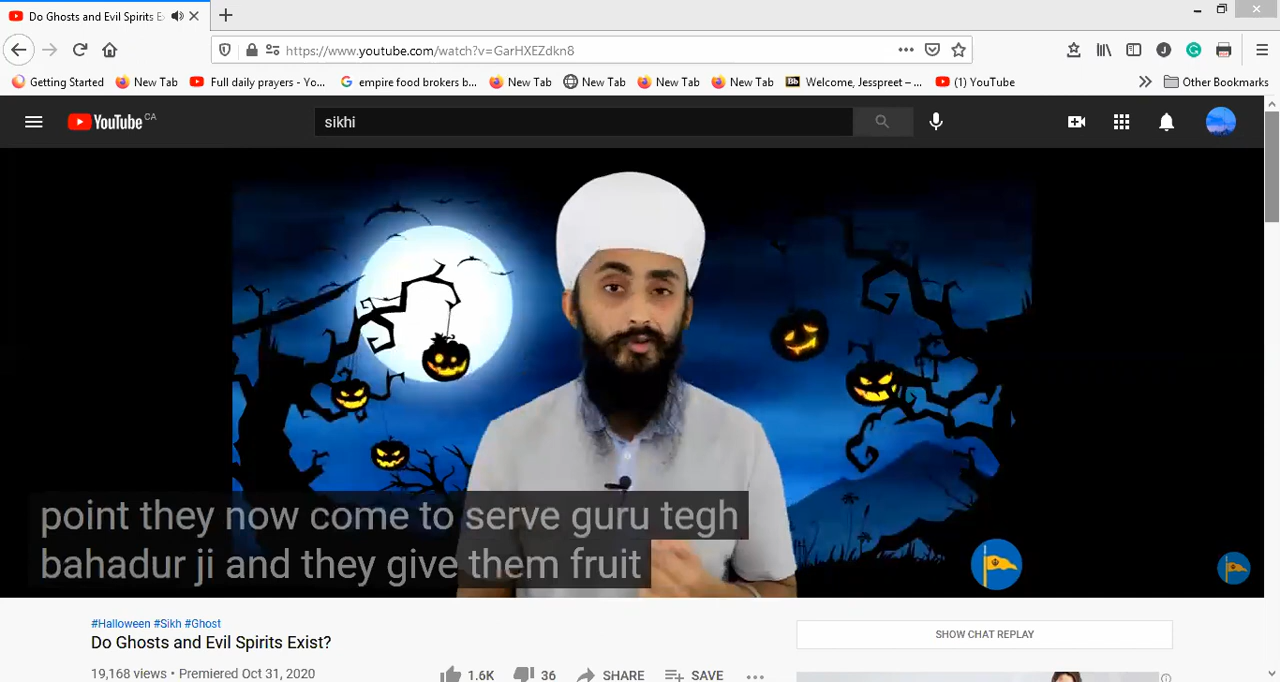 Do Ghosts and Evil Spirits E
https://www.youtube.com/watch?v=GarHXEZdkn8
Getting Started
New Tab
Full daily prayers - Yo...
empire food brokers b...
New Tab
New Tab
New Tab
New Tab
Welcome, Jesspreet – ...
(1) YouTube
Other Bookmarks
YouTube CA
sikhi
point they now come to serve guru tegh
bahadur ji and they give them fruit
#Halloween #Sikh #Ghost
Do Ghosts and Evil Spirits Exist?
19,168 views • Premiered Oct 31, 2020
1.6K
36
SHARE
SAVE
SHOW CHAT REPLAY